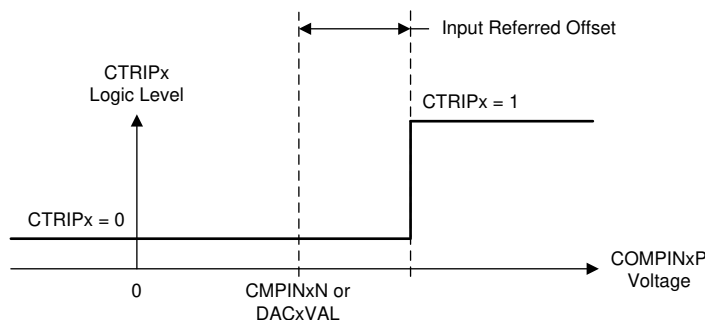 Input Referred Offset
CTRIPx
Logic Level
CTRIPx = 1
CTRIPx = 0
COMPINxP
Voltage
0
CMPINxN or
DACxVAL